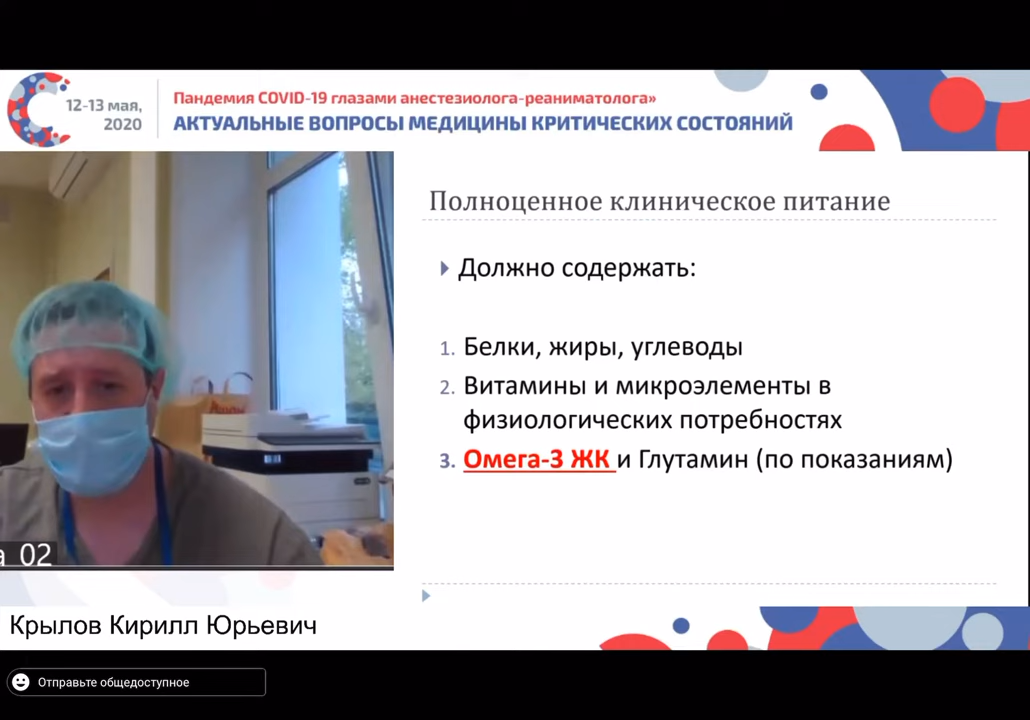 12-13 мая,
2020
Пандемия COVID-19 глазами анестезиолога-реаниматолога»
АКТУАЛЬНЫЕ ВОПРОСЫ МЕДИЦИНЫ КРИТИЧЕСКИХ СОСТОЯНИЙ
Полноценное клиническое питание
Должно содержать:
1. Белки, жиры, углеводы
2. Витамины и микроэлементы в
физиологических потребностях
3. Омега-3 ЖК и Глутамин (по показаниям)
а 02
Крылов Кирилл Юрьевич
Отправьте общедоступное